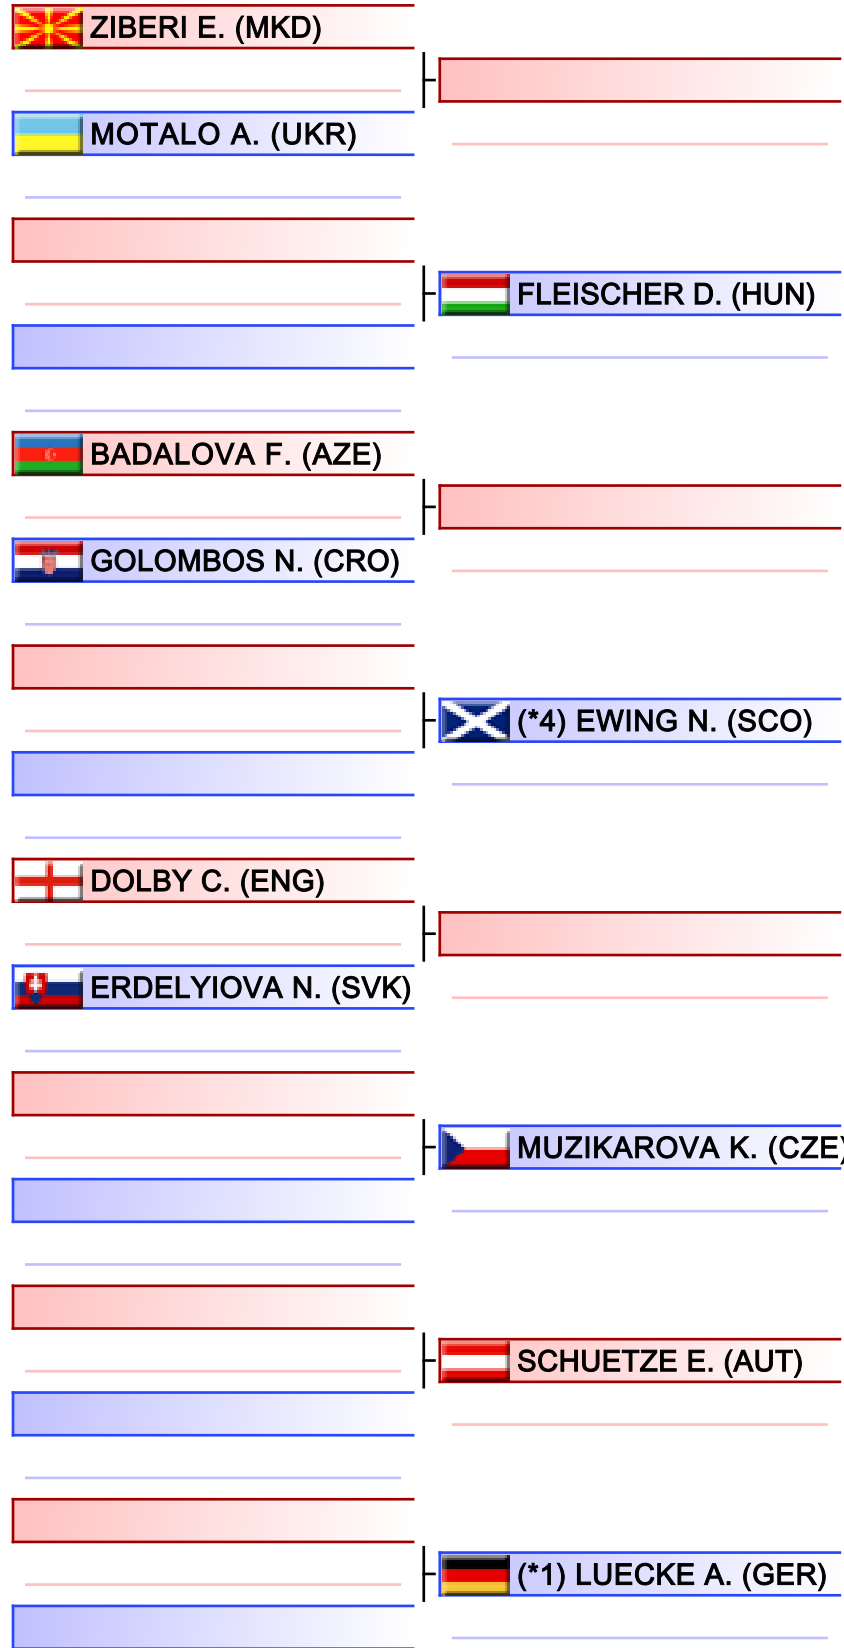 ZIBERI E. (MKD)
MOTALO A. (UKR)
FLEISCHER D. (HUN)
BADALOVA F. (AZE)
GOLOMBOS N. (CRO)
(*4) EWING N. (SCO)
DOLBY C. (ENG)
ERDELYIOVA N. (SVK)
MUZIKAROVA K. (CZE)
SCHUETZE E. (AUT)
(*1) LUECKE A. (GER)